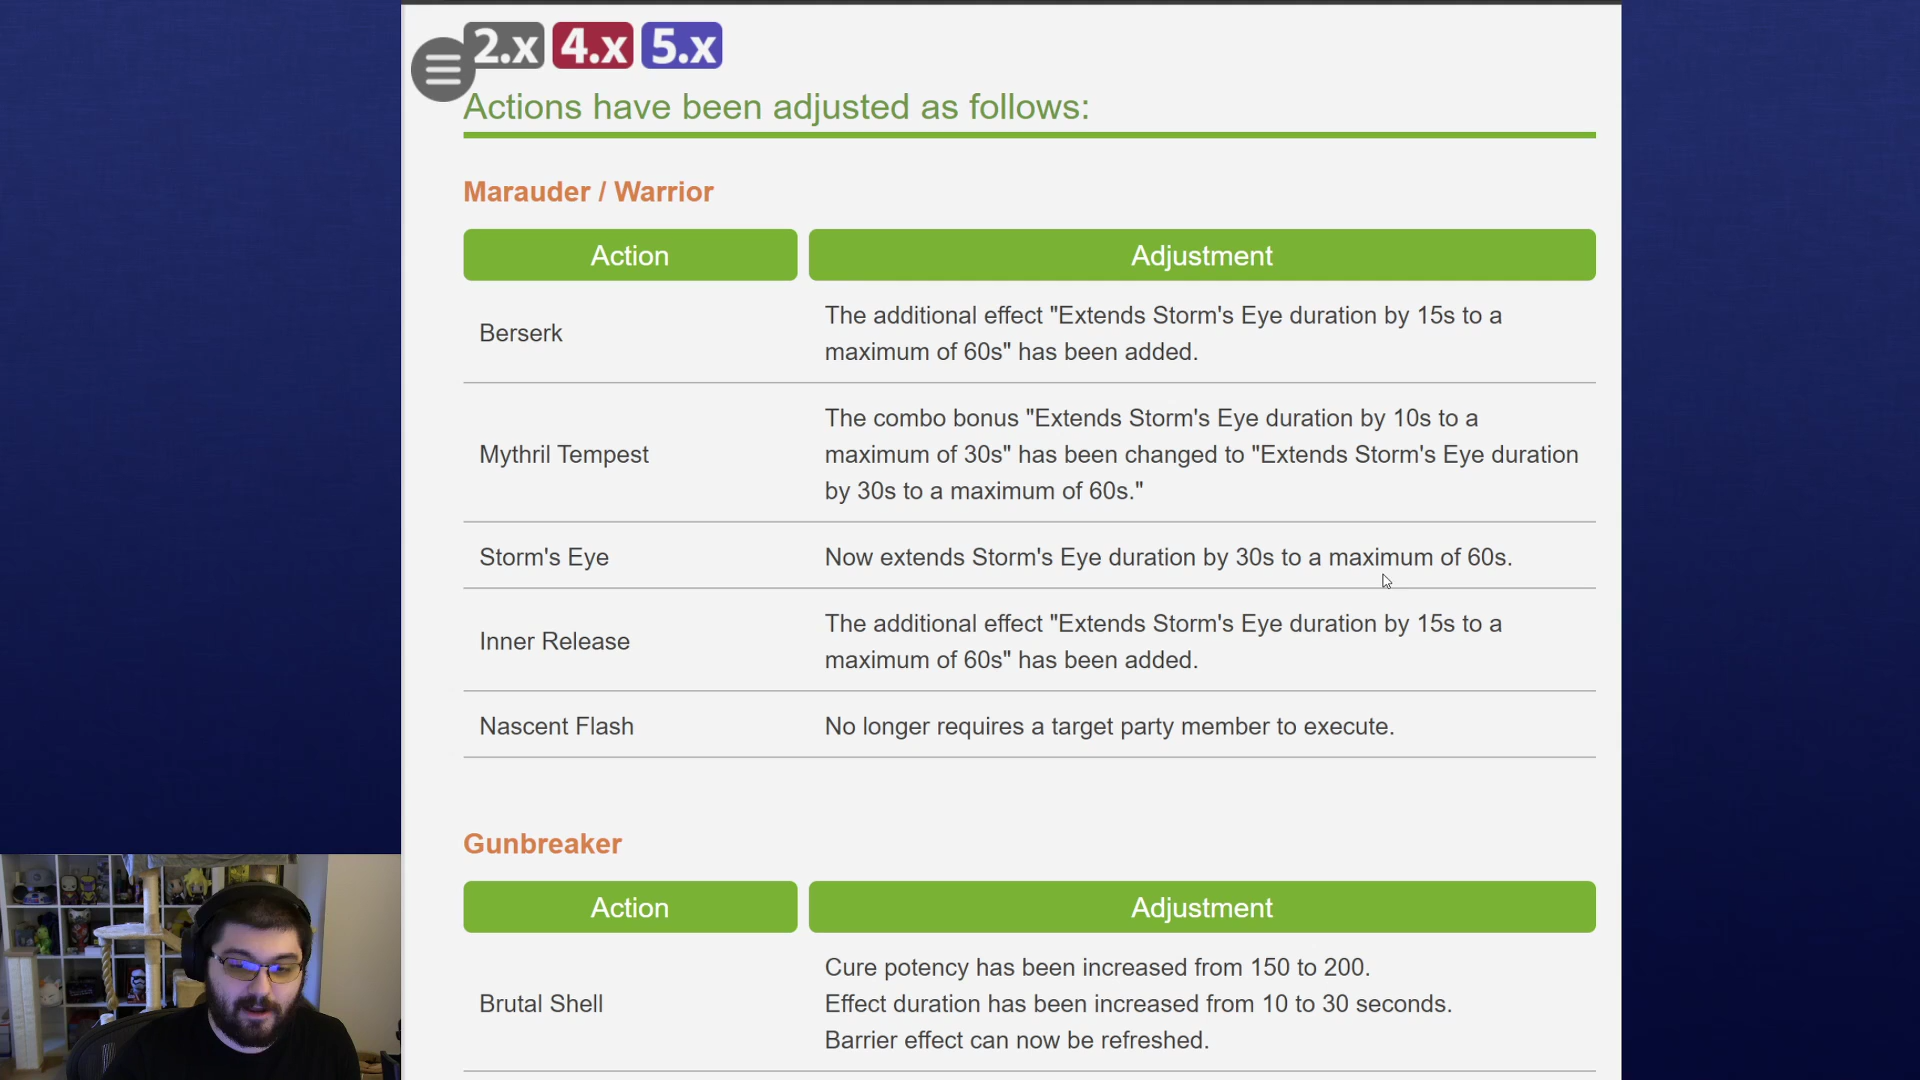 2.x 4.x 5.x
Actions have been adjusted as follows:
Marauder / Warrior
Action Adjustment
Berserk
The additional effect "Extends Storm's Eye duration by 15s to a
maximum of 60s" has been added.
Mythril Tempest
The combo bonus "Extends Storm's Eye duration by 10s to a
maximum of 30s" has been changed to "Extends Storm's Eye duration
by 30s to a maximum of 60s."
Storm's Eye
Now extends Storm's Eye duration by 30s to a maximum of 60s.
Inner Release
The additional effect "Extends Storm's Eye duration by 15s to a
maximum of 60s" has been added.
Nascent Flash
No longer requires a target party member to execute.
Gunbreaker
Action Adjustment
Brutal Shell
Cure potency has been increased from 150 to 200.
Effect duration has been increased from 10 to 30 seconds.
Barrier effect can now be refreshed.